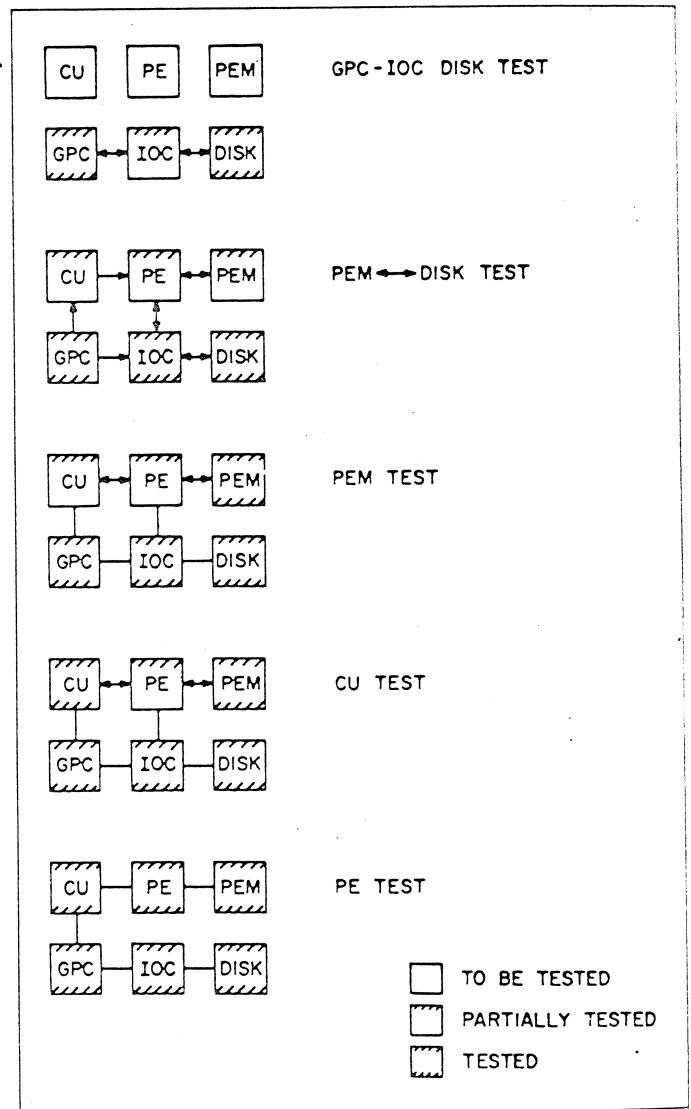 CU PE PEM GPC-IOC DISK TEST
GPC IOC DISK
CU PE PEM PEM DISK TEST
GPC IOC DISK
CU PE PEM PEM TEST
GPC IOC DISK
CU PE PEM CU TEST
GPC IOC DISK
CU PE PEM PE TEST
GPC IOC DISK
TO BE TESTED
PARTIALLY TESTED
TESTED